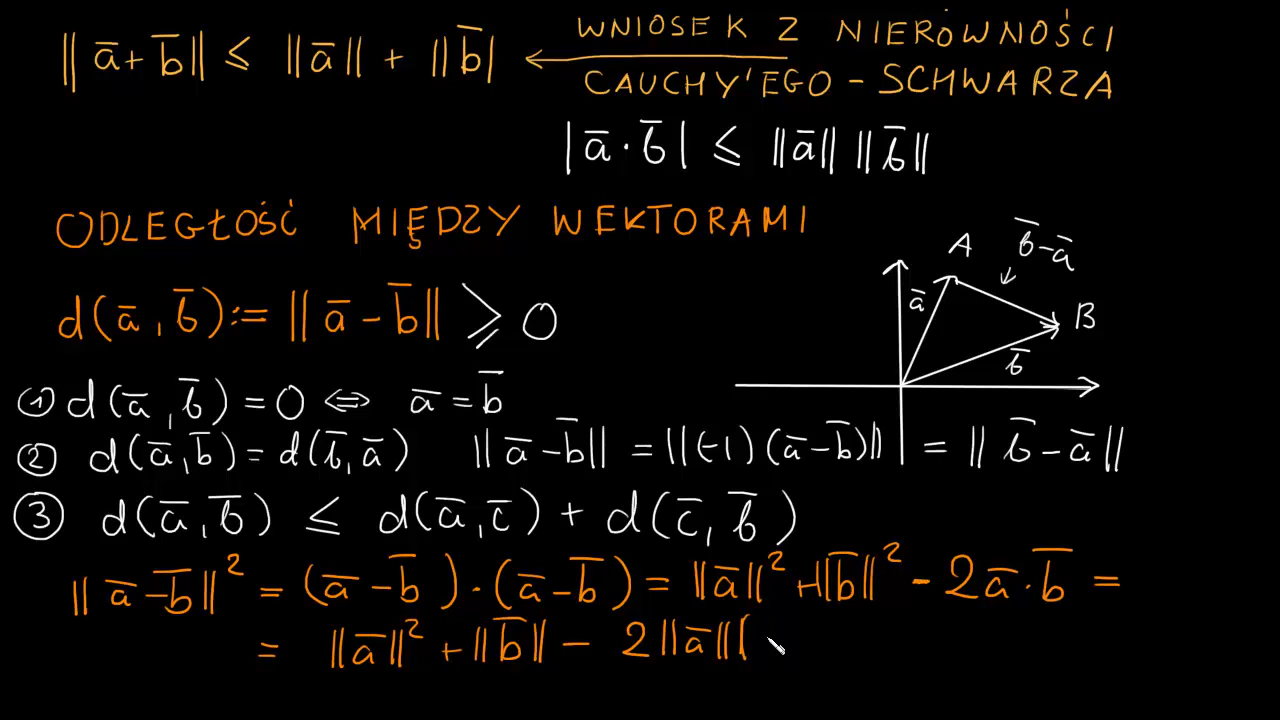 ‖ā+b̄‖ ≤ ‖ā‖ + ‖b̄| ← WNIOSEK Z NIERÓWNOŚCI
CAUCHY'EGO - SCHWARZA
|ā·b̄| ≤ ‖ā‖ ‖b̄‖
ODLEGŁOŚĆ MIĘDZY WEKTORAMI
A b̄-ā
ā B
b̄
d(ā,b̄) := ‖ā-b̄‖ ⩾ 0
① d(ā,b̄) = 0 ⇔ ā = b̄
② d(ā,b̄) = d(b̄,ā) ‖ā-b̄‖ = ‖(-1)(ā-b̄)‖ = ‖b̄-ā‖
③ d(ā,b̄) ≤ d(ā,c̄) + d(c̄,b̄)
‖ā-b̄‖² = (ā-b̄)·(ā-b̄) = ‖ā‖²+‖b̄‖² - 2ā·b̄ =
= ‖ā‖² + ‖b̄‖ - 2‖ā‖|